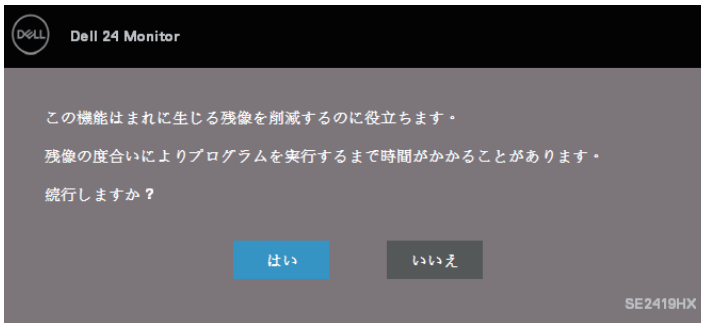 DELL
Dell 24 Monitor
この機能はまれに生じる残像を削減するのに役立ちます。
残像の度合いによりプログラムを実行するまで時間がかかることがあります。
続行しますか？
はい
いいえ
SE2419HX